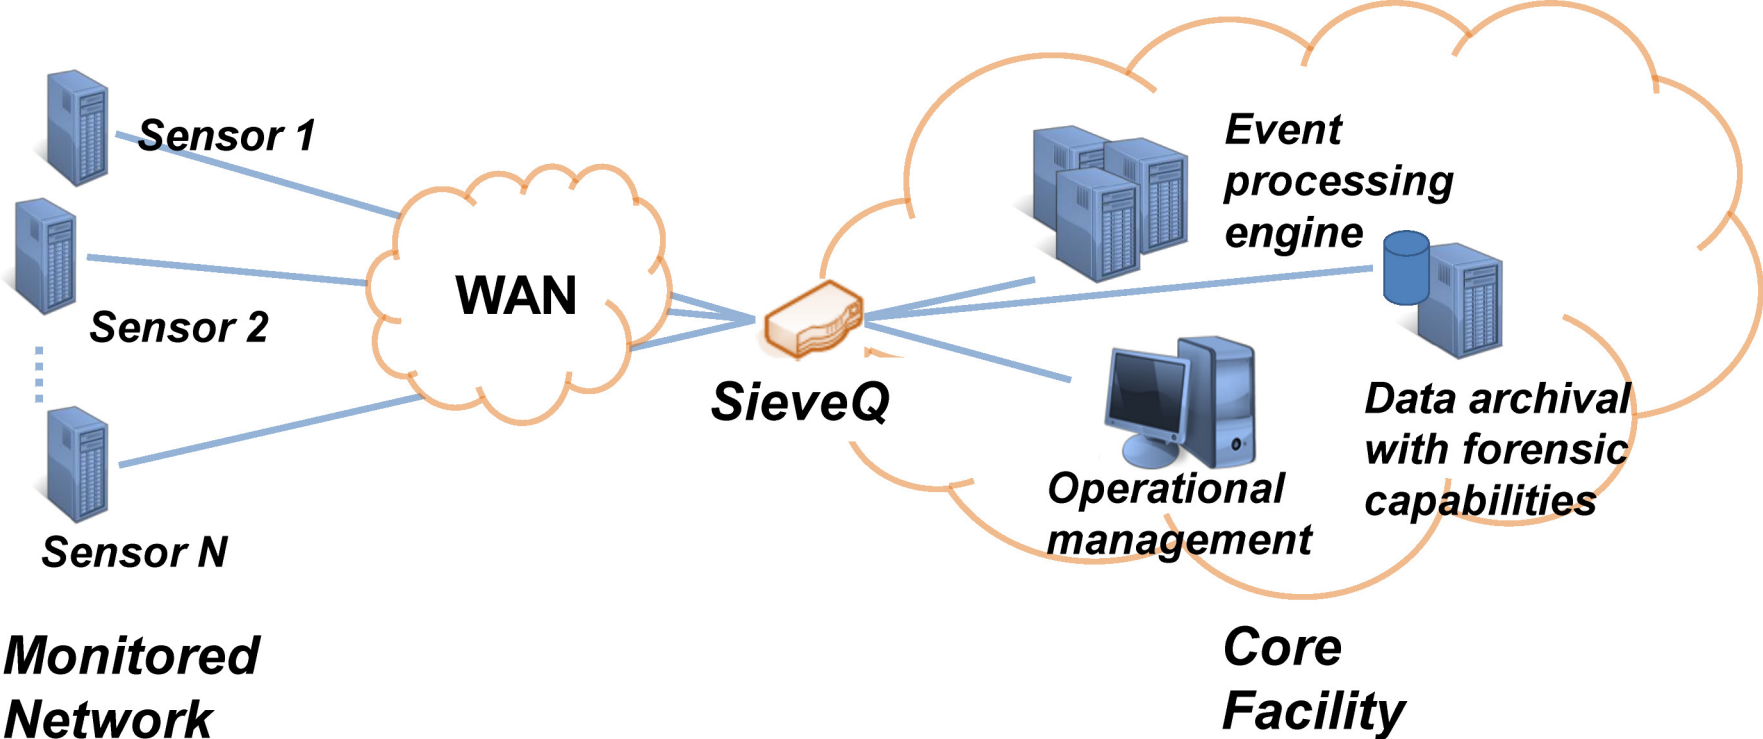 Sensor 1
Sensor 2
Sensor N
Monitored
Network
WAN
SieveQ
Event
processing
engine
Data archival
with forensic
capabilities
Operational
management
Core
Facility